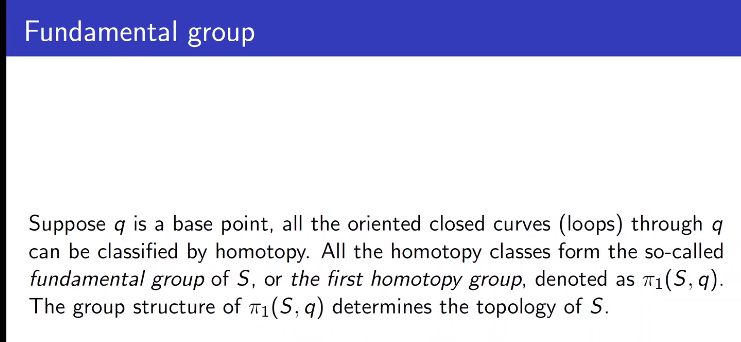 Fundamental group
Suppose q is a base point, all the oriented closed curves (loops) through q
can be classified by homotopy. All the homotopy classes form the so-called
fundamental group of S, or the first homotopy group, denoted as π₁(S, q).
The group structure of π₁(S, q) determines the topology of S.